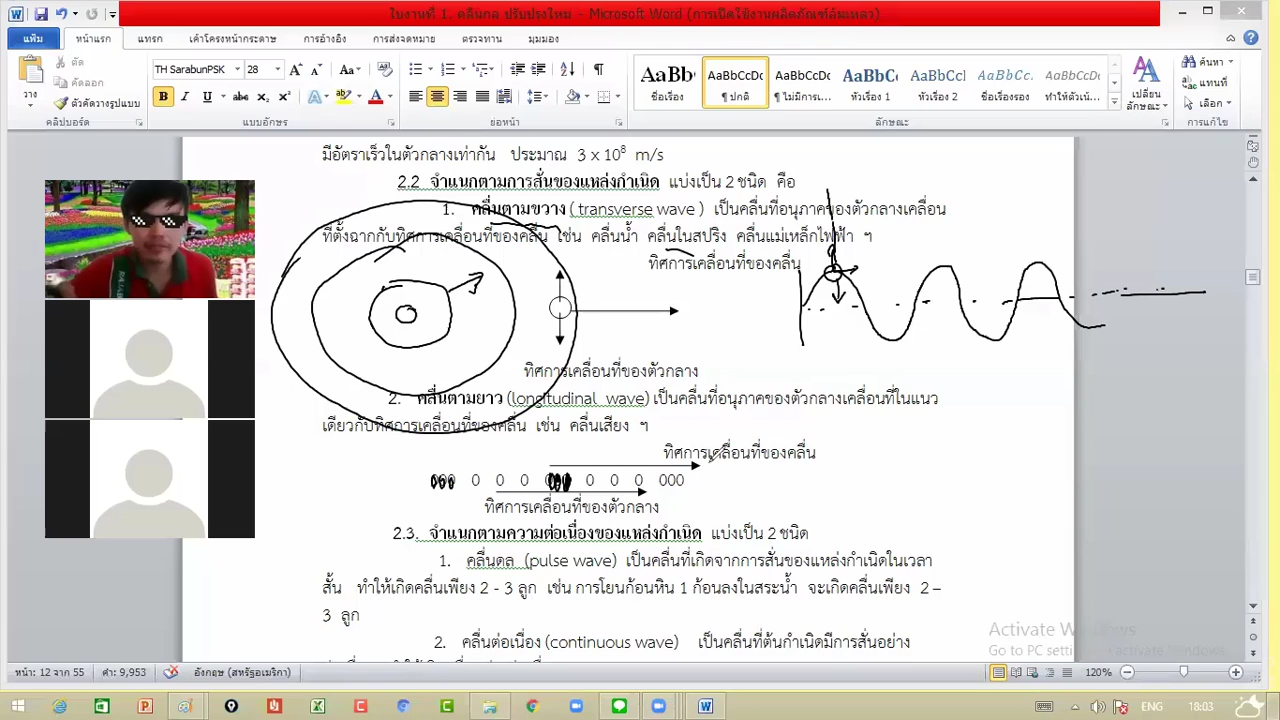 ใบงานที่ 1. คลื่นกล ปรับปรุงใหม่ - Microsoft Word (การเปิดใช้งานผลิตภัณฑ์ล้มเหลว)
แฟ้ม หน้าแรก แทรก เค้าโครงหน้ากระดาษ การอ้างอิง การส่งจดหมาย ตรวจทาน มุมมอง
วาง ตัด คัดลอก ตัวคัดวางรูปแบบ
TH SarabunPSK 28
AaBbCcDc ¶ ปกติ ¶ ไม่มีการเ... หัวเรื่อง 1 หัวเรื่อง 2 ชื่อเรื่อง ชื่อเรื่องรอง ทำให้ตัวเน้...
เปลี่ยน ลักษณะ
ค้นหา แทนที่ เลือก
คลิปบอร์ด แบบอักษร ย่อหน้า ลักษณะ การแก้ไข
มีอัตราเร็วในตัวกลางเท่ากัน ประมาณ 3 x 10⁸ m/s
2.2 จำแนกตามการสั่นของแหล่งกำเนิด แบ่งเป็น 2 ชนิด คือ
1. คลื่นตามขวาง ( transverse wave ) เป็นคลื่นที่อนุภาคของตัวกลางเคลื่อน
ที่ตั้งฉากกับทิศการเคลื่อนที่ของคลื่น เช่น คลื่นน้ำ คลื่นในสปริง คลื่นแม่เหล็กไฟฟ้า ฯ
ทิศการเคลื่อนที่ของคลื่น
ทิศการเคลื่อนที่ของตัวกลาง
2. คลื่นตามยาว (longitudinal wave) เป็นคลื่นที่อนุภาคของตัวกลางเคลื่อนที่ในแนว
เดียวกับทิศการเคลื่อนที่ของคลื่น เช่น คลื่นเสียง ฯ
ทิศการเคลื่อนที่ของคลื่น
000 0 0 0 000 0 0 0 000
ทิศการเคลื่อนที่ของตัวกลาง
2.3. จำแนกตามความต่อเนื่องของแหล่งกำเนิด แบ่งเป็น 2 ชนิด
1. คลื่นดล (pulse wave) เป็นคลื่นที่เกิดจากการสั่นของแหล่งกำเนิดในเวลา
สั้น ทำให้เกิดคลื่นเพียง 2 - 3 ลูก เช่น การโยนก้อนหิน 1 ก้อนลงในสระน้ำ จะเกิดคลื่นเพียง 2 –
3 ลูก
2. คลื่นต่อเนื่อง (continuous wave) เป็นคลื่นที่ต้นกำเนิดมีการสั่นอย่าง
Activate Windows
Go to PC settings to activate Windows.
หน้า: 12 จาก 55 คำ: 9,953 อังกฤษ (สหรัฐอเมริกา) 120%
ENG 18:03